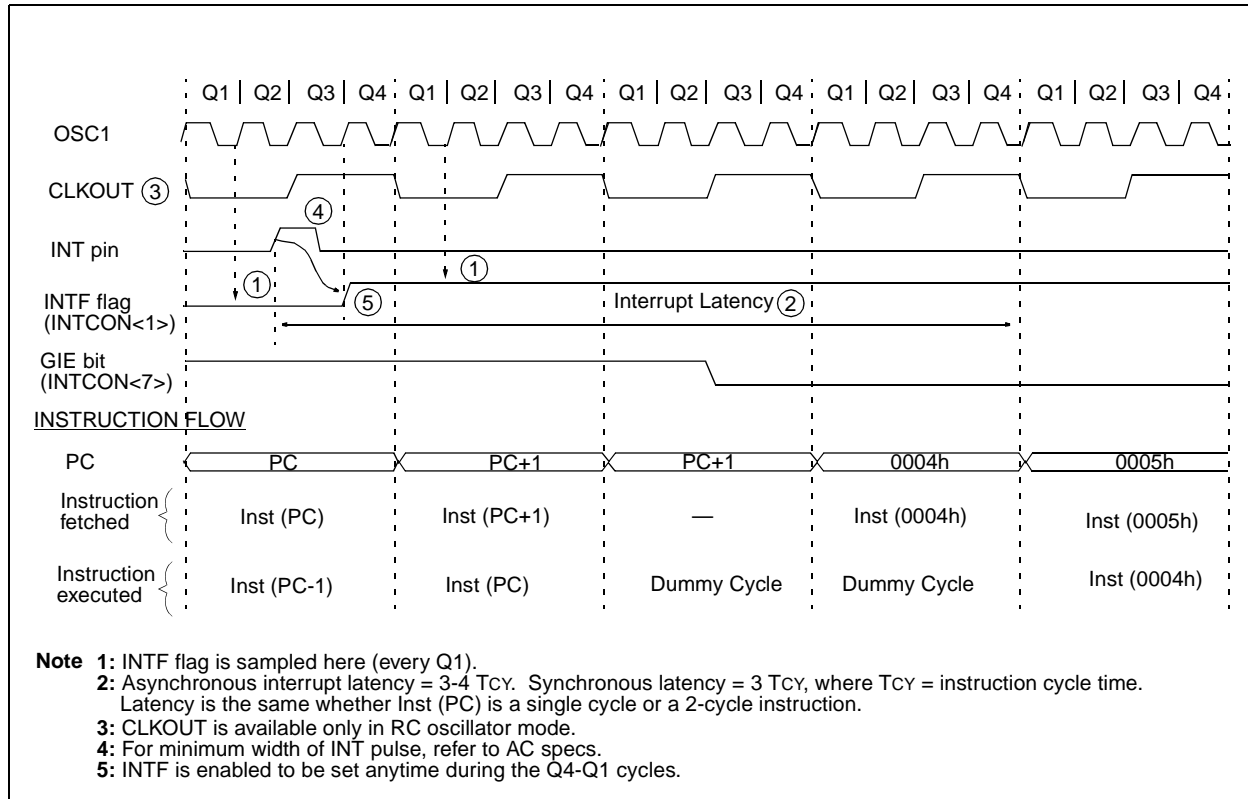 Q1 | Q2 | Q3 | Q4 Q1 | Q2 | Q3 | Q4 Q1 | Q2 | Q3 | Q4 Q1 | Q2 | Q3 | Q4 Q1 | Q2 | Q3 | Q4
OSC1
CLKOUT 3
4
INT pin
1 1
INTF flag 5 Interrupt Latency 2
(INTCON<1>)
GIE bit
(INTCON<7>)
INSTRUCTION FLOW
PC PC PC+1 PC+1 0004h 0005h
Instruction
fetched Inst (PC) Inst (PC+1) — Inst (0004h) Inst (0005h)
Instruction
executed Inst (PC-1) Inst (PC) Dummy Cycle Dummy Cycle Inst (0004h)
Note 1: INTF flag is sampled here (every Q1).
2: Asynchronous interrupt latency = 3-4 TCY. Synchronous latency = 3 TCY, where TCY = instruction cycle time.
Latency is the same whether Inst (PC) is a single cycle or a 2-cycle instruction.
3: CLKOUT is available only in RC oscillator mode.
4: For minimum width of INT pulse, refer to AC specs.
5: INTF is enabled to be set anytime during the Q4-Q1 cycles.